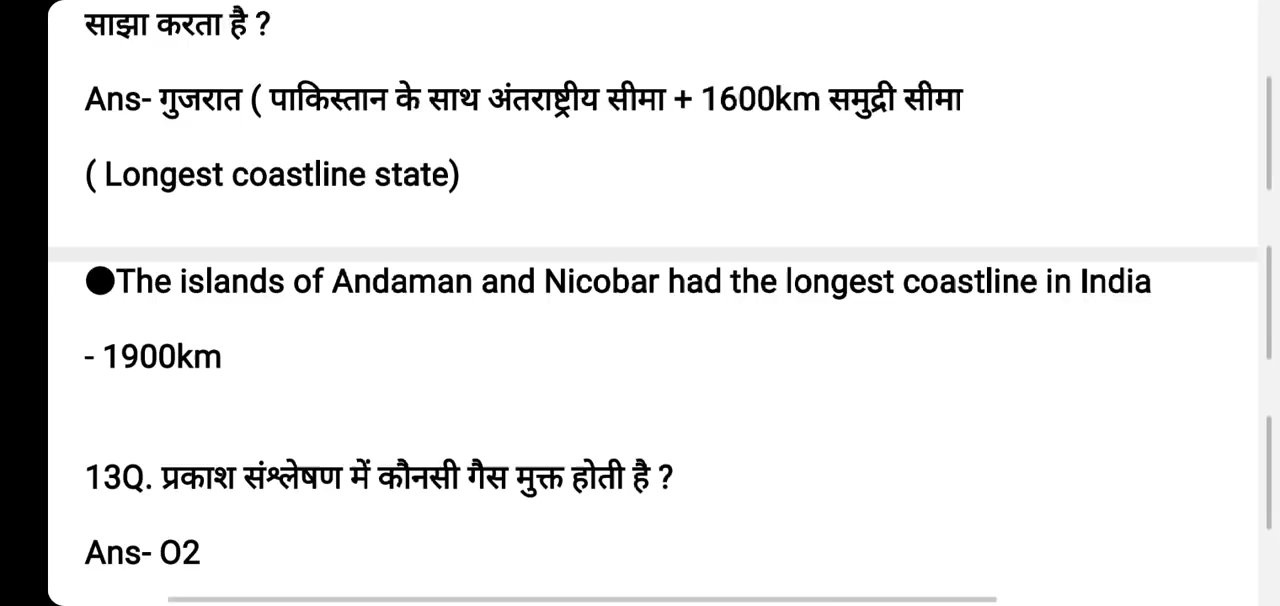 साझा करता है ?
Ans- गुजरात ( पाकिस्तान के साथ अंतराष्ट्रीय सीमा + 1600km समुद्री सीमा
( Longest coastline state)
●The islands of Andaman and Nicobar had the longest coastline in India
- 1900km
13Q. प्रकाश संश्लेषण में कौनसी गैस मुक्त होती है ?
Ans- O2